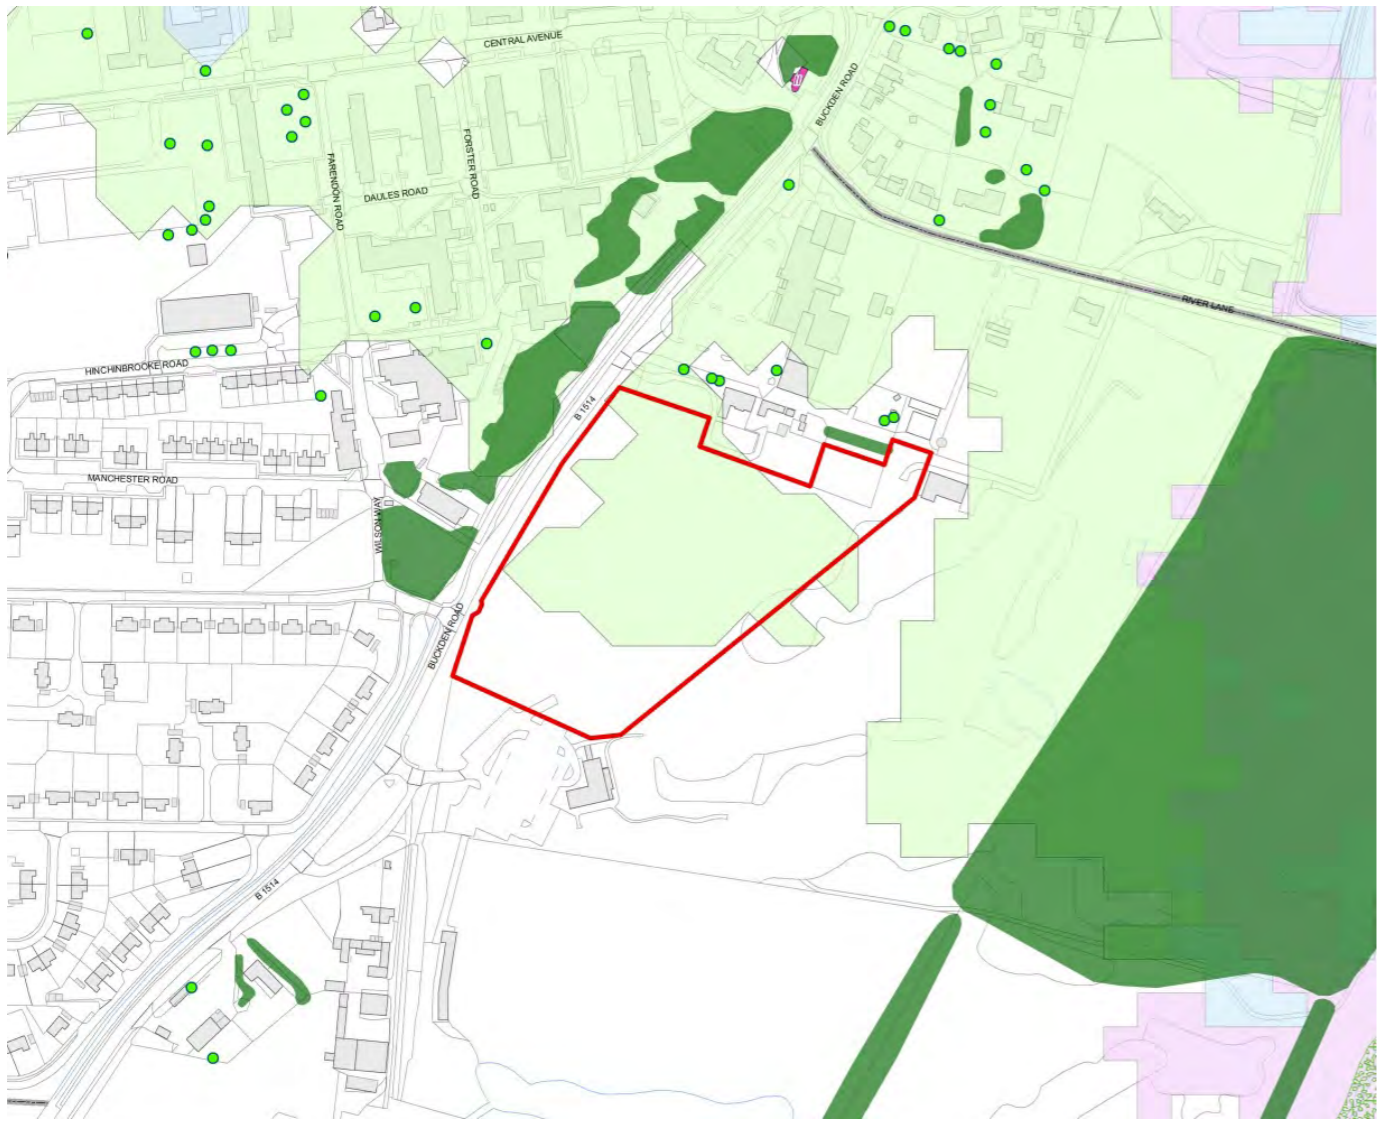 CENTRAL AVENUE
BUCKDEN ROAD
FORSTER ROAD
FARENDON ROAD
DAULES ROAD
RIVER LANE
HINCHINBROOKE ROAD
B 1514
MANCHESTER ROAD
WILSON WAY
BUCKDEN ROAD
B 1514